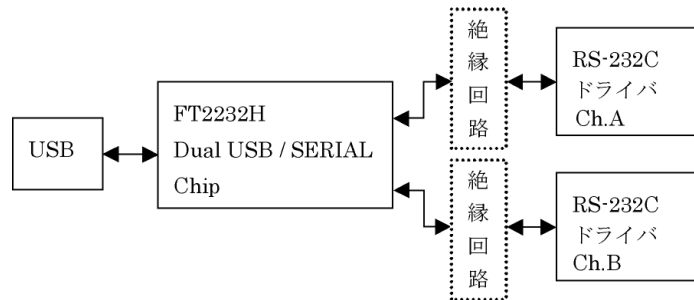 USB
FT2232H
Dual USB / SERIAL
Chip
絶縁回路
RS-232C
ドライバ
Ch.A
絶縁回路
RS-232C
ドライバ
Ch.B